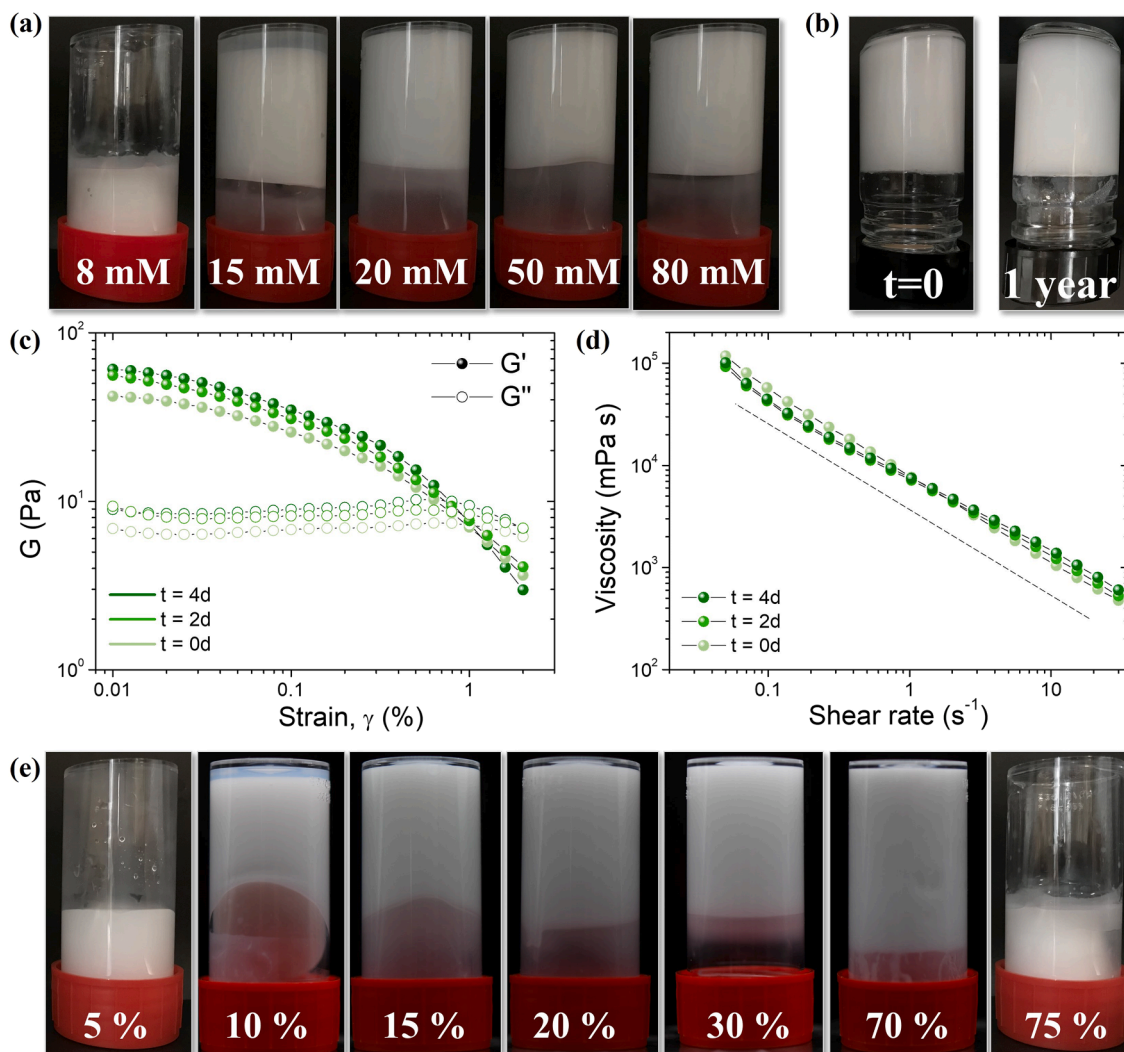 (a)
8 mM
15 mM
20 mM
50 mM
80 mM
(b)
t=0
1 year
(c)
G'
G"
t = 4d
t = 2d
t = 0d
10²
10¹
10⁰
G (Pa)
0.01
0.1
1
Strain, γ (%)
(d)
10⁵
10⁴
10³
10²
Viscosity (mPa s)
t = 4d
t = 2d
t = 0d
0.1
1
10
Shear rate (s⁻¹)
(e)
5 %
10 %
15 %
20 %
30 %
70 %
75 %